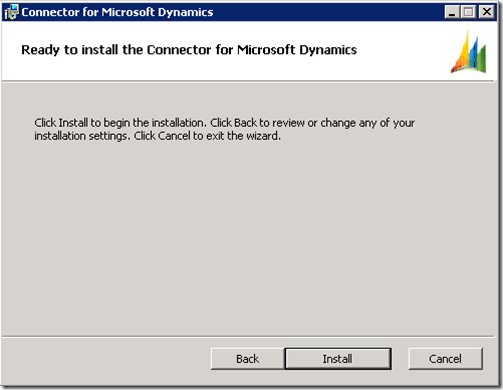 Connector for Microsoft Dynamics
Ready to install the Connector for Microsoft Dynamics
Click Install to begin the installation. Click Back to review or change any of your
installation settings. Click Cancel to exit the wizard.
Back Install Cancel